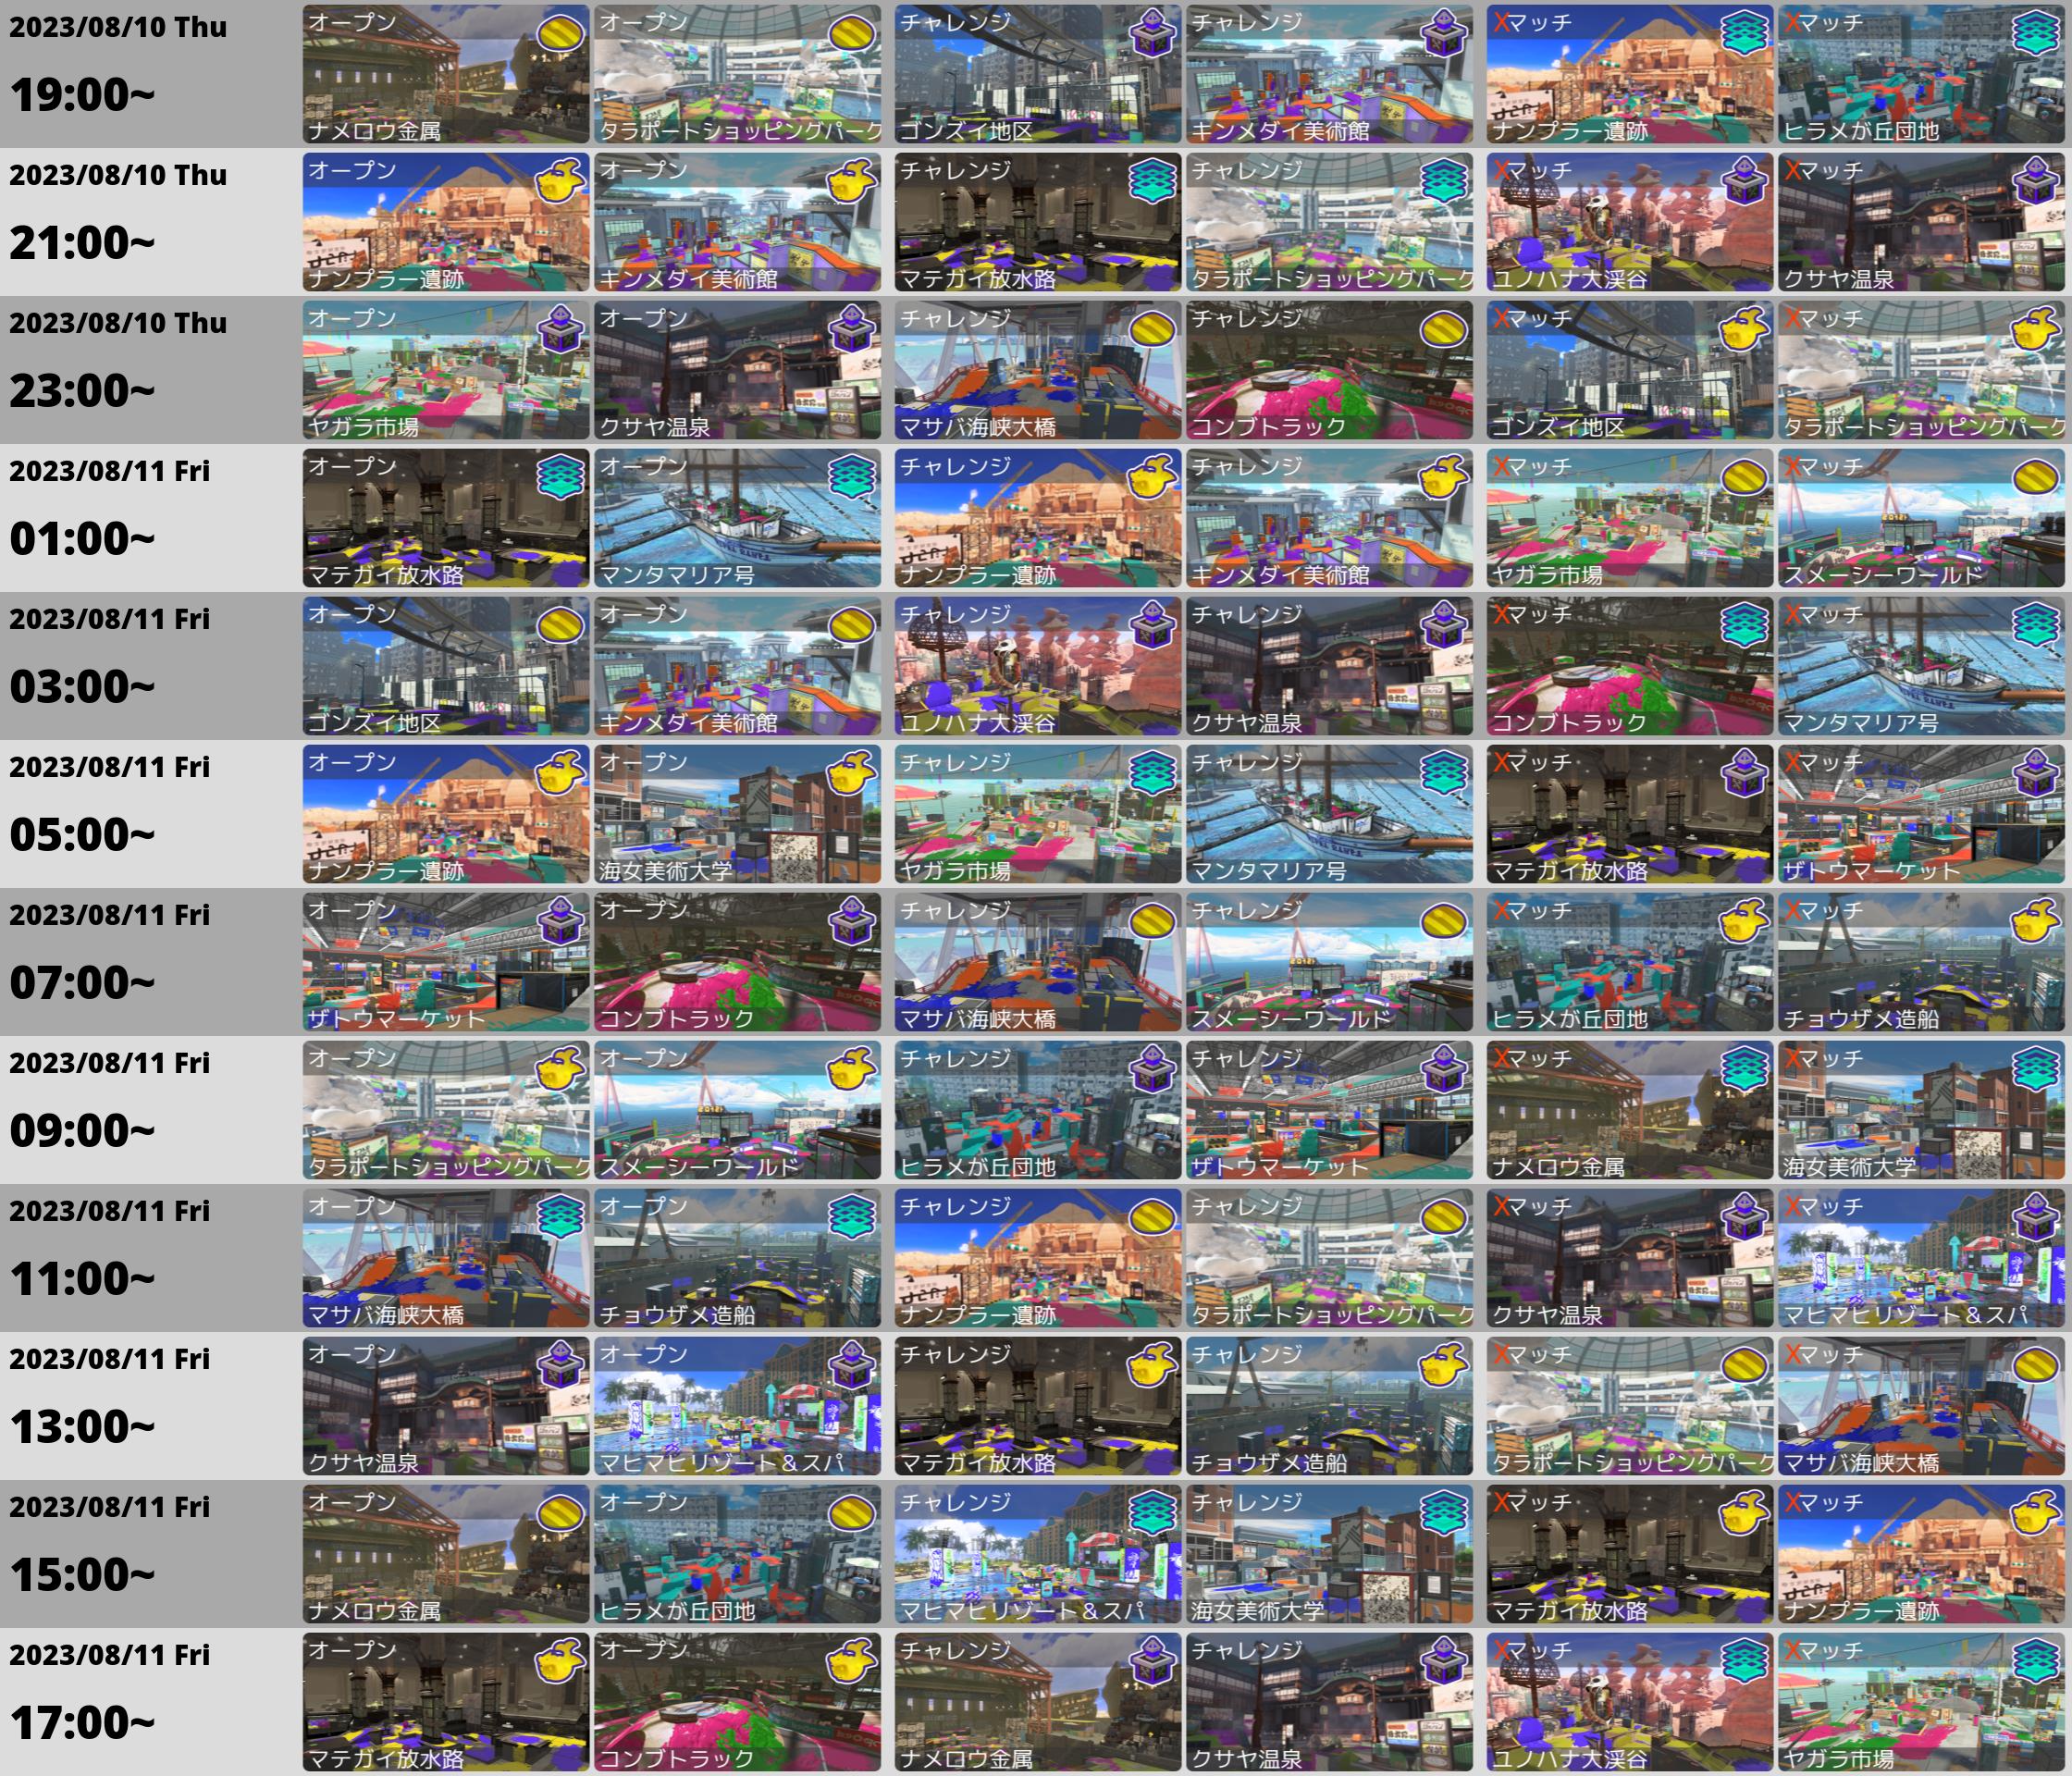 2023/08/10 Thu
19:00~
オープン オープン チャレンジ チャレンジ Xマッチ Xマッチ
ナメロウ金属 タラポートショッピングパーク ゴンズイ地区 キンメダイ美術館 ナンプラー遺跡 ヒラメが丘団地
2023/08/10 Thu
21:00~
オープン オープン チャレンジ チャレンジ Xマッチ Xマッチ
ナンプラー遺跡 キンメダイ美術館 マテガイ放水路 タラポートショッピングパーク ユノハナ大渓谷 クサヤ温泉
2023/08/10 Thu
23:00~
オープン オープン チャレンジ チャレンジ Xマッチ Xマッチ
ヤガラ市場 クサヤ温泉 マサバ海峡大橋 コンブトラック ゴンズイ地区 タラポートショッピングパーク
2023/08/11 Fri
01:00~
オープン オープン チャレンジ チャレンジ Xマッチ Xマッチ
マテガイ放水路 マンタマリア号 ナンプラー遺跡 キンメダイ美術館 ヤガラ市場 スメーシーワールド
2023/08/11 Fri
03:00~
オープン オープン チャレンジ チャレンジ Xマッチ Xマッチ
ゴンズイ地区 キンメダイ美術館 ユノハナ大渓谷 クサヤ温泉 コンブトラック マンタマリア号
2023/08/11 Fri
05:00~
オープン オープン チャレンジ チャレンジ Xマッチ Xマッチ
ナンプラー遺跡 海女美術大学 ヤガラ市場 マンタマリア号 マテガイ放水路 ザトウマーケット
2023/08/11 Fri
07:00~
オープン オープン チャレンジ チャレンジ Xマッチ Xマッチ
ザトウマーケット コンブトラック マサバ海峡大橋 スメーシーワールド ヒラメが丘団地 チョウザメ造船
2023/08/11 Fri
09:00~
オープン オープン チャレンジ チャレンジ Xマッチ Xマッチ
タラポートショッピングパーク スメーシーワールド ヒラメが丘団地 ザトウマーケット ナメロウ金属 海女美術大学
2023/08/11 Fri
11:00~
オープン オープン チャレンジ チャレンジ Xマッチ Xマッチ
マサバ海峡大橋 チョウザメ造船 ナンプラー遺跡 タラポートショッピングパーク クサヤ温泉 マヒマヒリゾート＆スパ
2023/08/11 Fri
13:00~
オープン オープン チャレンジ チャレンジ Xマッチ Xマッチ
クサヤ温泉 マヒマヒリゾート＆スパ マテガイ放水路 チョウザメ造船 タラポートショッピングパーク マサバ海峡大橋
2023/08/11 Fri
15:00~
オープン オープン チャレンジ チャレンジ Xマッチ Xマッチ
ナメロウ金属 ヒラメが丘団地 マヒマヒリゾート＆スパ 海女美術大学 マテガイ放水路 ナンプラー遺跡
2023/08/11 Fri
17:00~
オープン オープン チャレンジ チャレンジ Xマッチ Xマッチ
マテガイ放水路 コンブトラック ナメロウ金属 クサヤ温泉 ユノハナ大渓谷 ヤガラ市場